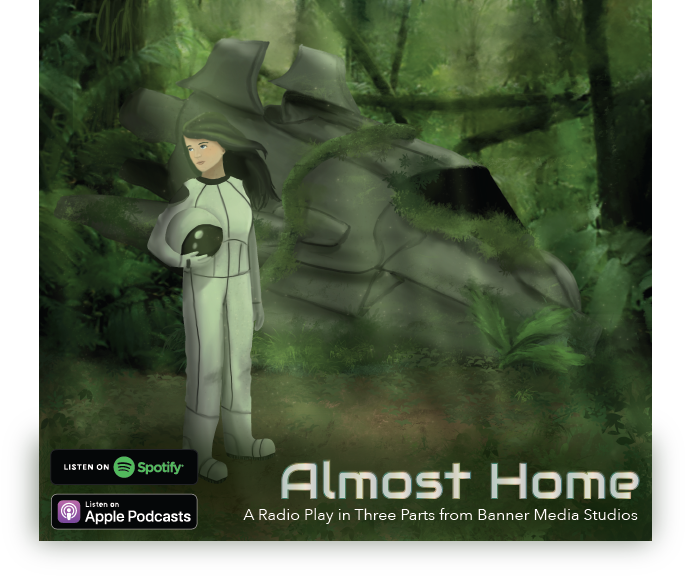 LISTEN ON Spotify
Listen on
Apple Podcasts
Almost Home
A Radio Play in Three Parts from Banner Media Studios